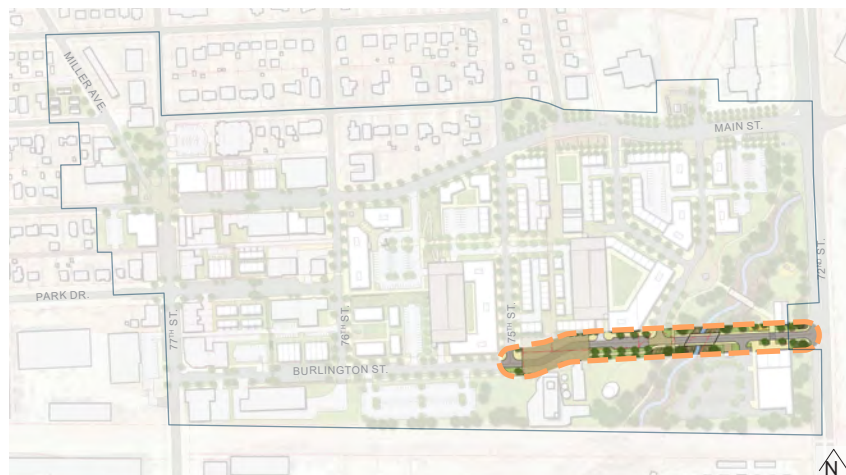 MILLER AVE.
MAIN ST.
72ND ST.
PARK DR.
77TH ST.
76TH ST.
75TH ST.
BURLINGTON ST.
N